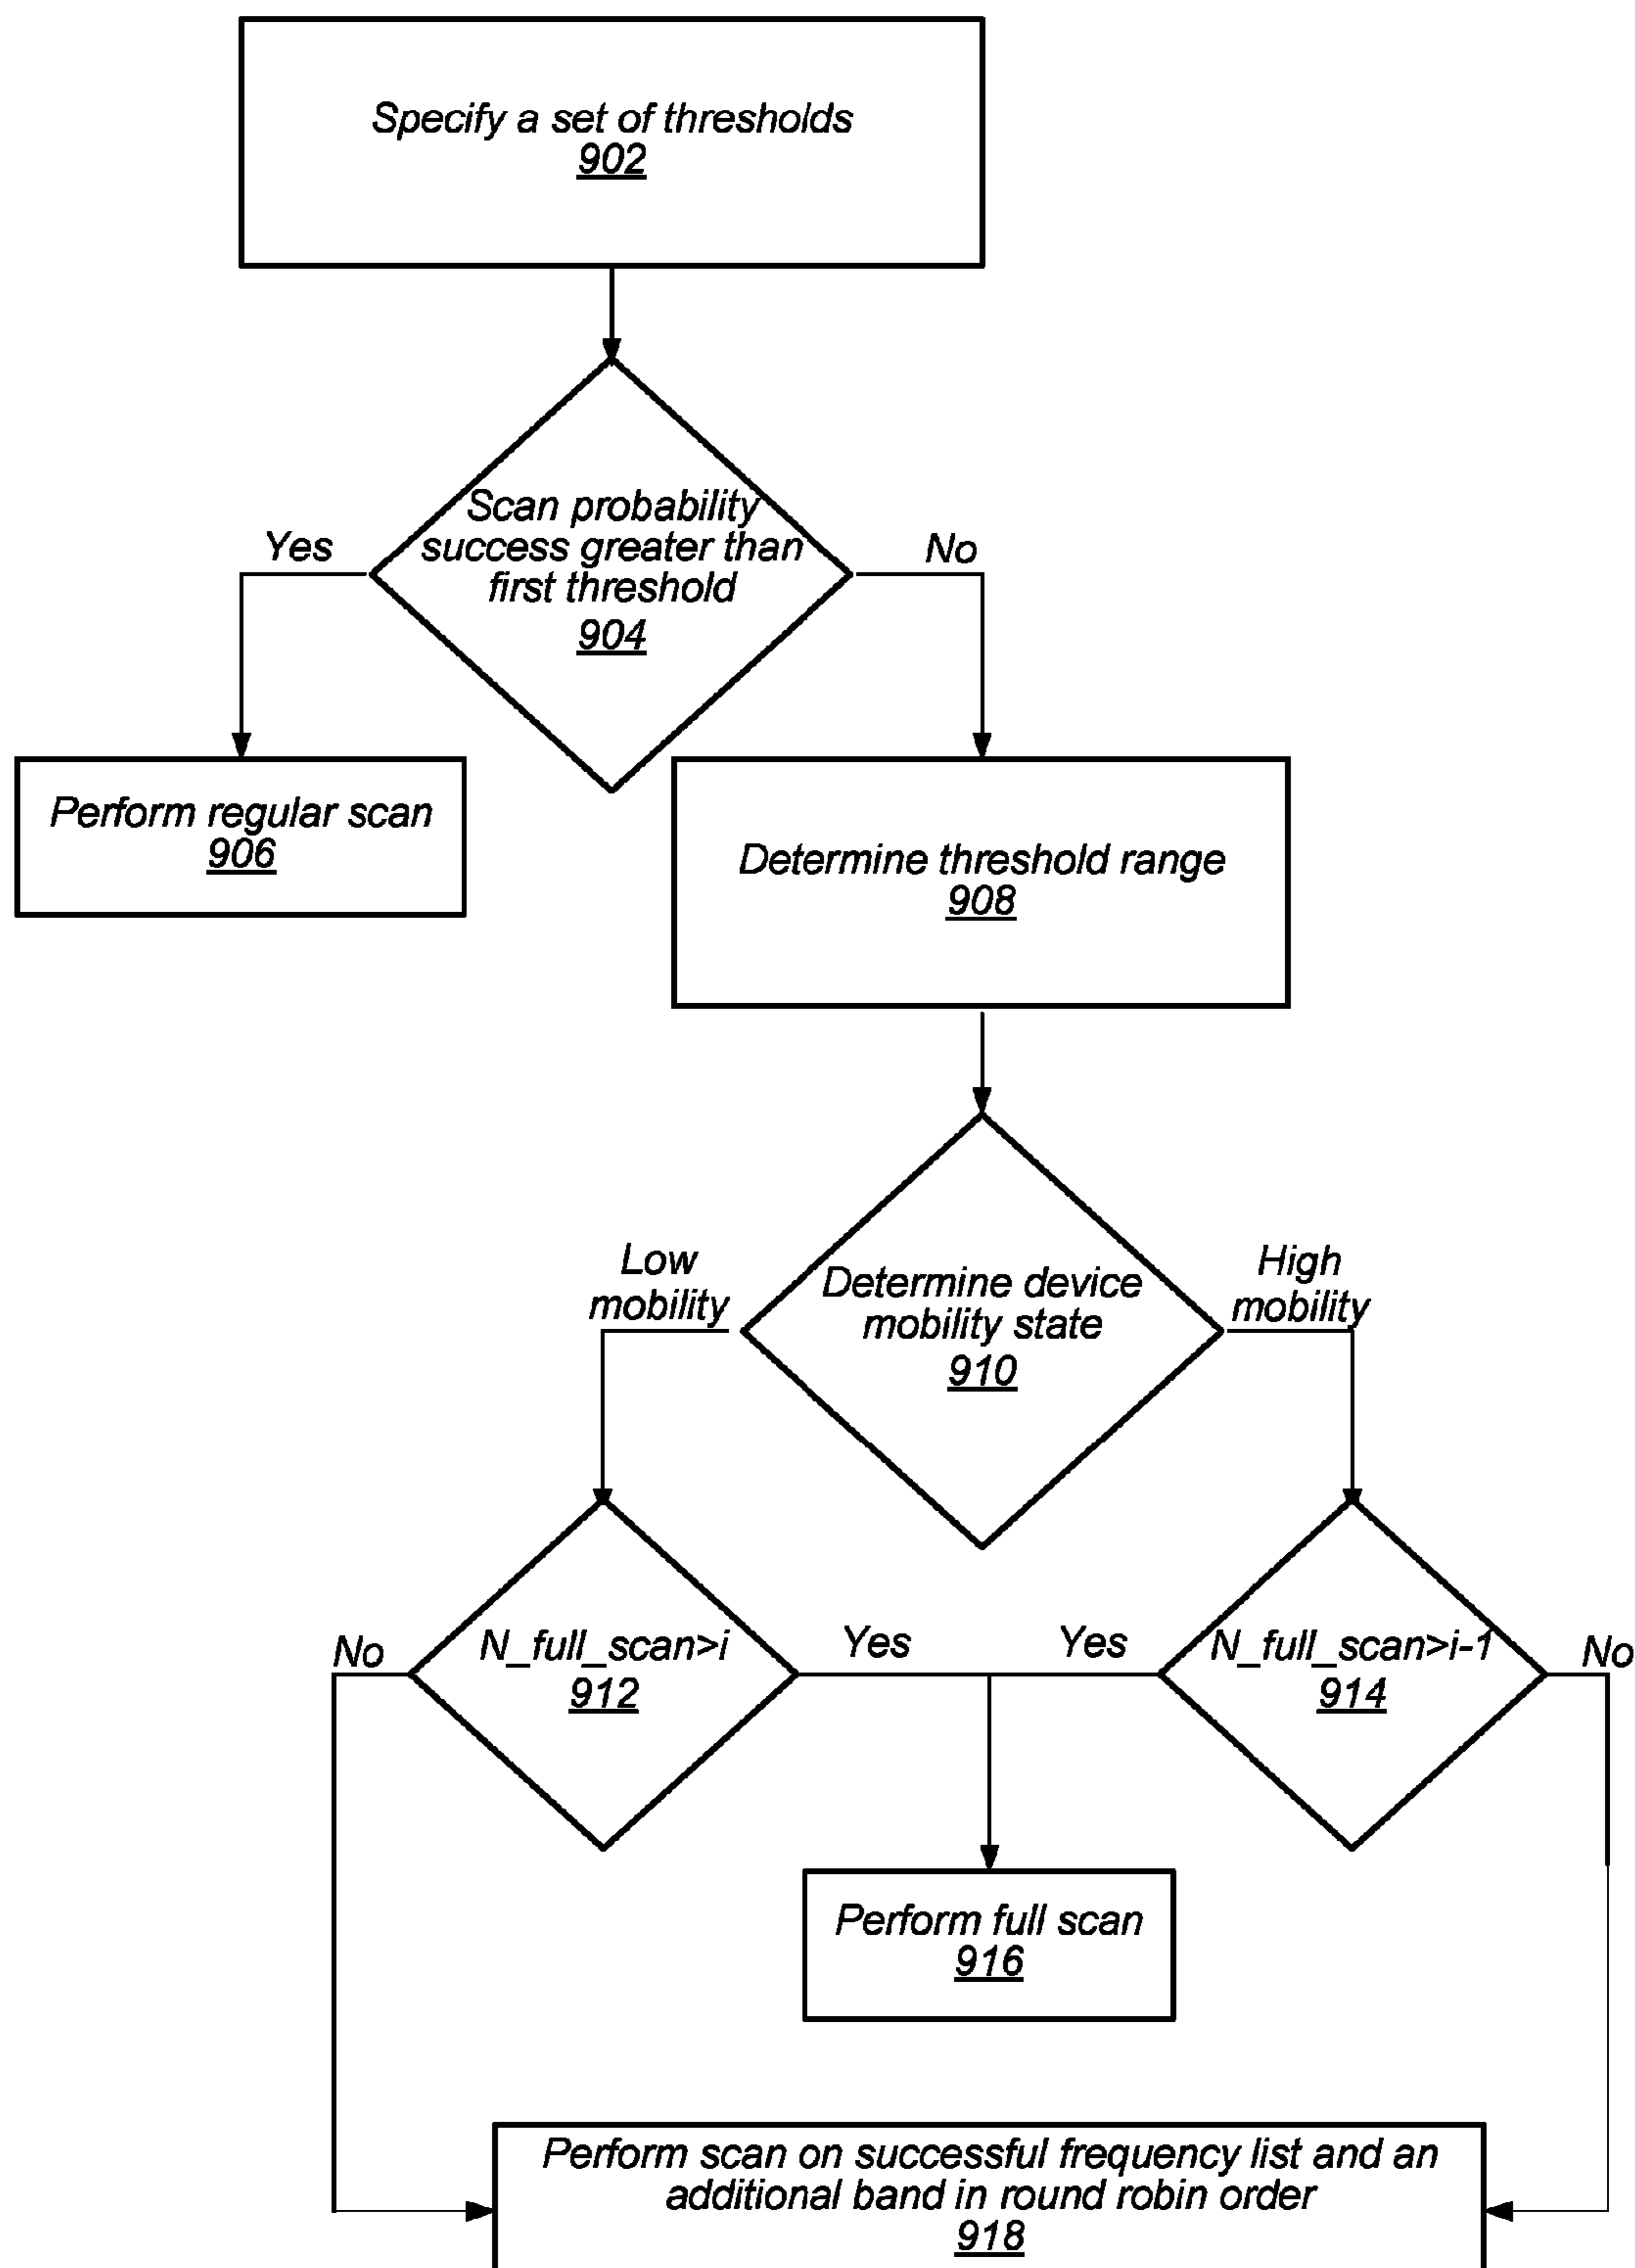 Specify a set of thresholds
902
Scan probability
success greater than
first threshold
904
Yes
No
Perform regular scan
906
Determine threshold range
908
Low
mobility
Determine device
mobility state
910
High
mobility
No
N_full_scan>i
912
Yes
Yes
N_full_scan>i-1
914
No
Perform full scan
916
Perform scan on successful frequency list and an
additional band in round robin order
918